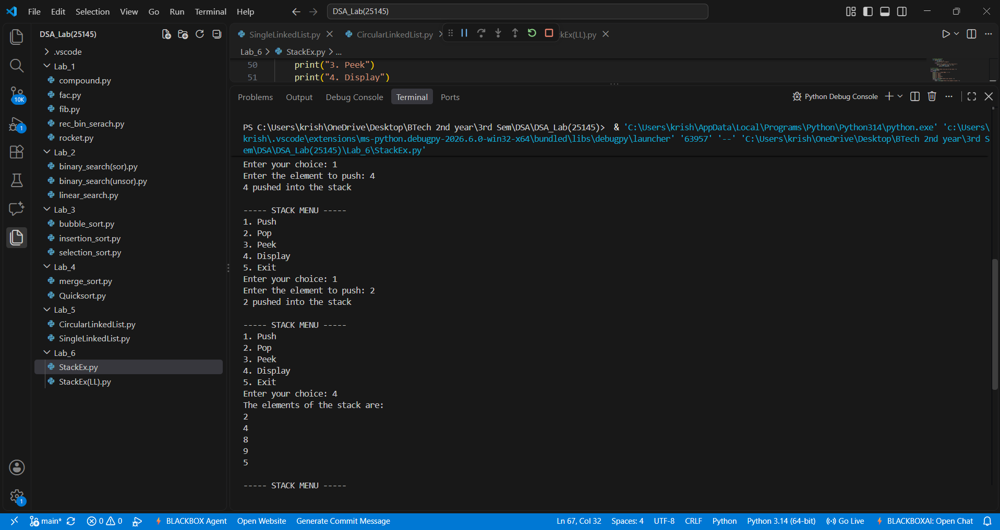 File Edit Selection View Go Run Terminal Help
DSA_Lab(25145)
DSA_Lab(25145)
.vscode
Lab_1
compound.py
fac.py
fib.py
rec_bin_serach.py
rocket.py
Lab_2
binary_search(sor).py
binary_search(unsor).py
linear_search.py
Lab_3
bubble_sort.py
insertion_sort.py
selection_sort.py
Lab_4
merge_sort.py
Quicksort.py
Lab_5
CircularLinkedList.py
SingleLinkedList.py
Lab_6
StackEx.py
StackEx(LL).py
10K
1
1
SingleLinkedList.py CircularLinkedList.py kEx(LL).py
Lab_6 > StackEx.py > ...
50 print("3. Peek")
51 print("4. Display")
Problems Output Debug Console Terminal Ports
Python Debug Console
PS C:\Users\krish\OneDrive\Desktop\BTech 2nd year\3rd Sem\DSA\DSA_Lab(25145)> & 'C:\Users\krish\AppData\Local\Programs\Python\Python314\python.exe' 'c:\Users\
krish\.vscode\extensions\ms-python.debugpy-2026.6.0-win32-x64\bundled\libs\debugpy\launcher' '63957' '--' 'C:\Users\krish\OneDrive\Desktop\BTech 2nd year\3rd S
em\DSA\DSA_Lab(25145)\Lab_6\StackEx.py'
Enter your choice: 1
Enter the element to push: 4
4 pushed into the stack
----- STACK MENU -----
1. Push
2. Pop
3. Peek
4. Display
5. Exit
Enter your choice: 1
Enter the element to push: 2
2 pushed into the stack
----- STACK MENU -----
1. Push
2. Pop
3. Peek
4. Display
5. Exit
Enter your choice: 4
The elements of the stack are:
2
4
8
9
5
----- STACK MENU -----
main* 0 0 BLACKBOX Agent Open Website Generate Commit Message Ln 67, Col 32 Spaces: 4 UTF-8 CRLF Python Python 3.14 (64-bit) Go Live BLACKBOXAI: Open Chat